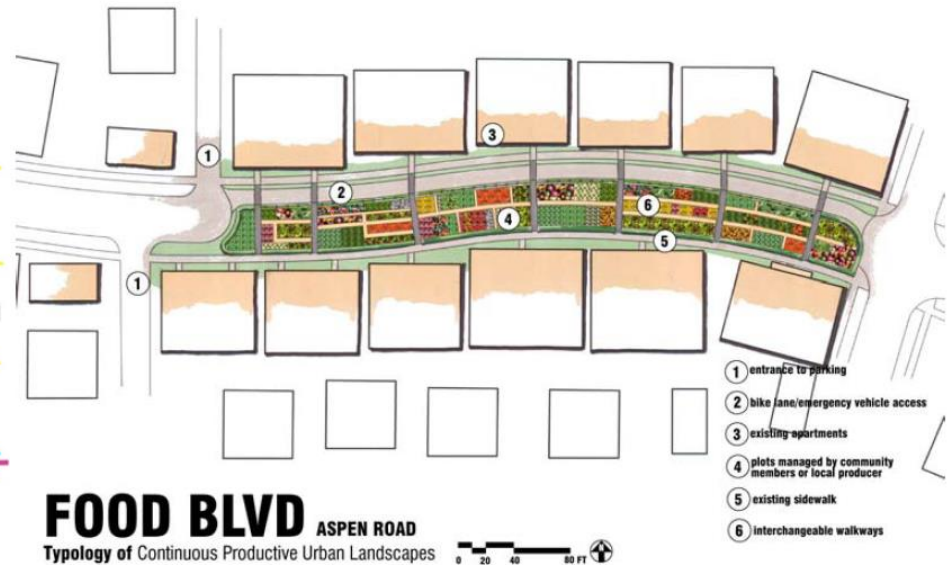 1
3
2
6
4
5
1
1 entrance to parking
2 bike lane/emergency vehicle access
3 existing apartments
4 plots managed by community
members or local producer
5 existing sidewalk
6 interchangeable walkways
FOOD BLVD ASPEN ROAD
Typology of Continuous Productive Urban Landscapes
0 20 40 80 FT